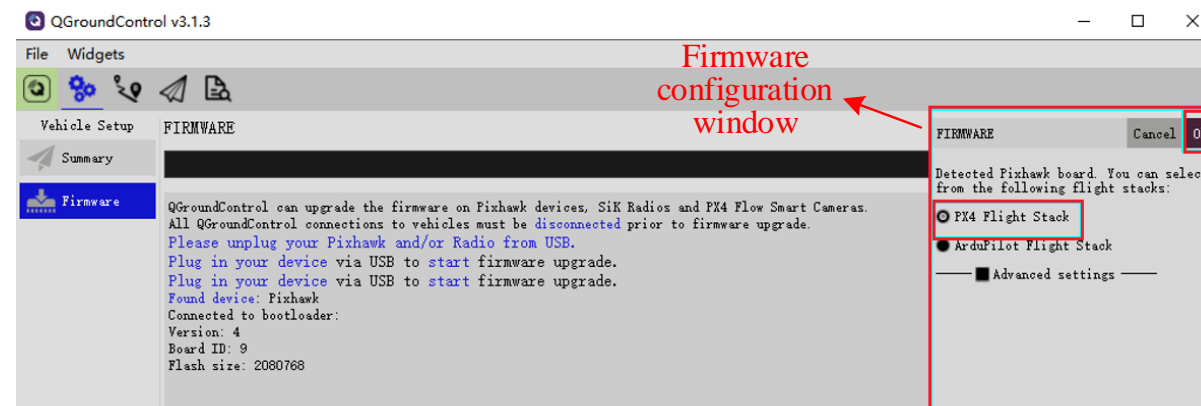 QGroundControl v3.1.3
File Widgets
Firmware
configuration
window
Vehicle Setup
FIRMWARE
Summary
Firmware
QGroundControl can upgrade the firmware on Pixhawk devices, SiK Radios and PX4 Flow Smart Cameras.
All QGroundControl connections to vehicles must be disconnected prior to firmware upgrade.
Please unplug your Pixhawk and/or Radio from USB.
Plug in your device via USB to start firmware upgrade.
Plug in your device via USB to start firmware upgrade.
Found device: Pixhawk
Connected to bootloader:
Version: 4
Board ID: 9
Flash size: 2080768
FIRMWARE
Cancel
Detected Pixhawk board. You can selec
from the following flight stacks:
PX4 Flight Stack
ArduPilot Flight Stack
Advanced settings